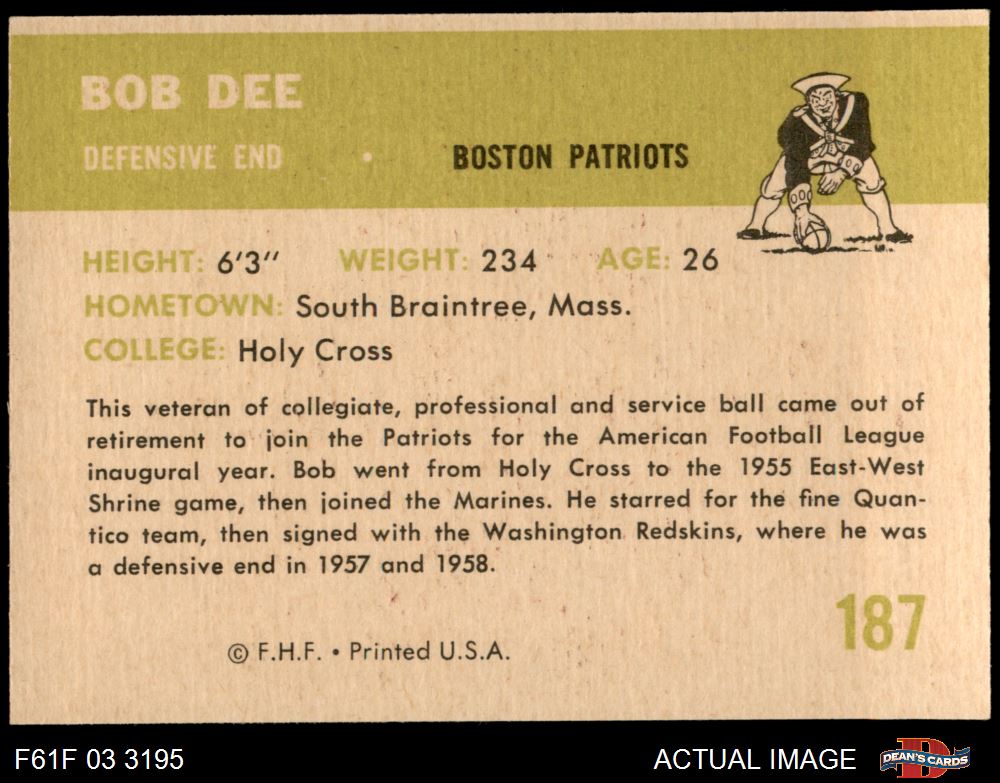 BOB DEE
DEFENSIVE END • BOSTON PATRIOTS
HEIGHT: 6'3" WEIGHT: 234 AGE: 26
HOMETOWN: South Braintree, Mass.
COLLEGE: Holy Cross
This veteran of collegiate, professional and service ball came out of
retirement to join the Patriots for the American Football League
inaugural year. Bob went from Holy Cross to the 1955 East-West
Shrine game, then joined the Marines. He starred for the fine Quan-
tico team, then signed with the Washington Redskins, where he was
a defensive end in 1957 and 1958.
187
© F.H.F. • Printed U.S.A.
F61F 03 3195 ACTUAL IMAGE DEAN'S CARDS